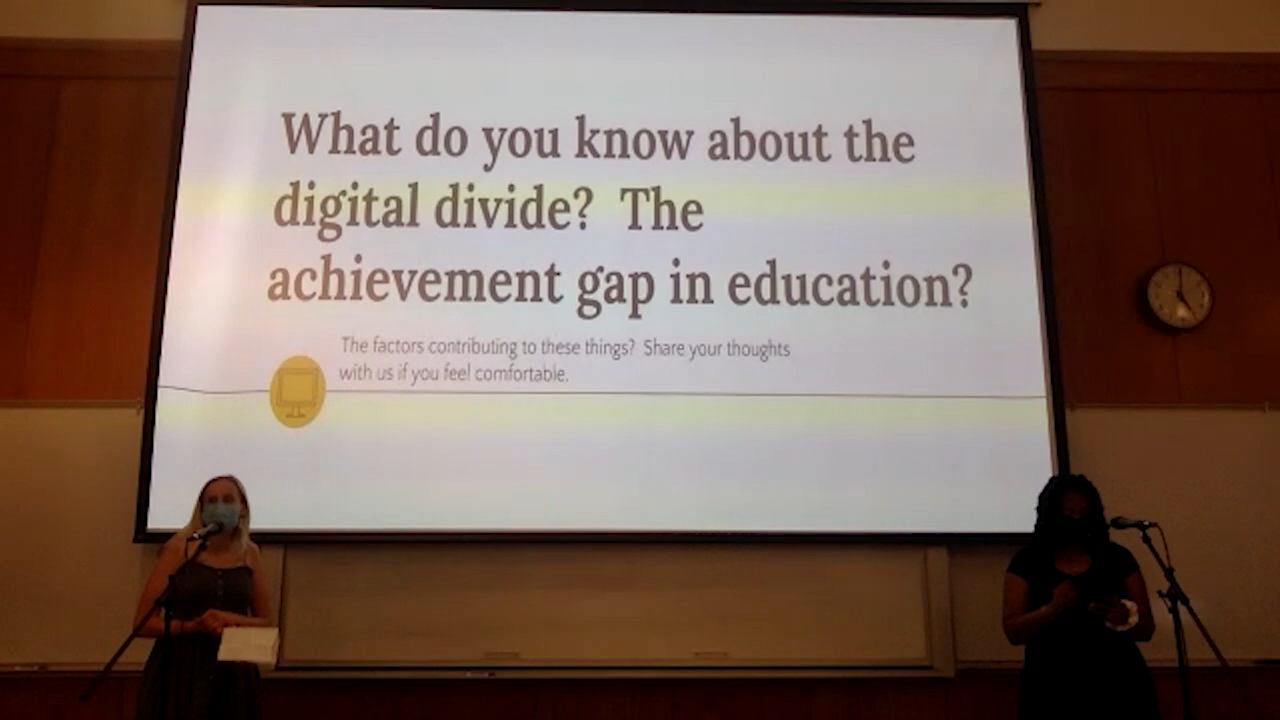 What do you know about the
digital divide?  The
achievement gap in education?
The factors contributing to these things?  Share your thoughts
with us if you feel comfortable.